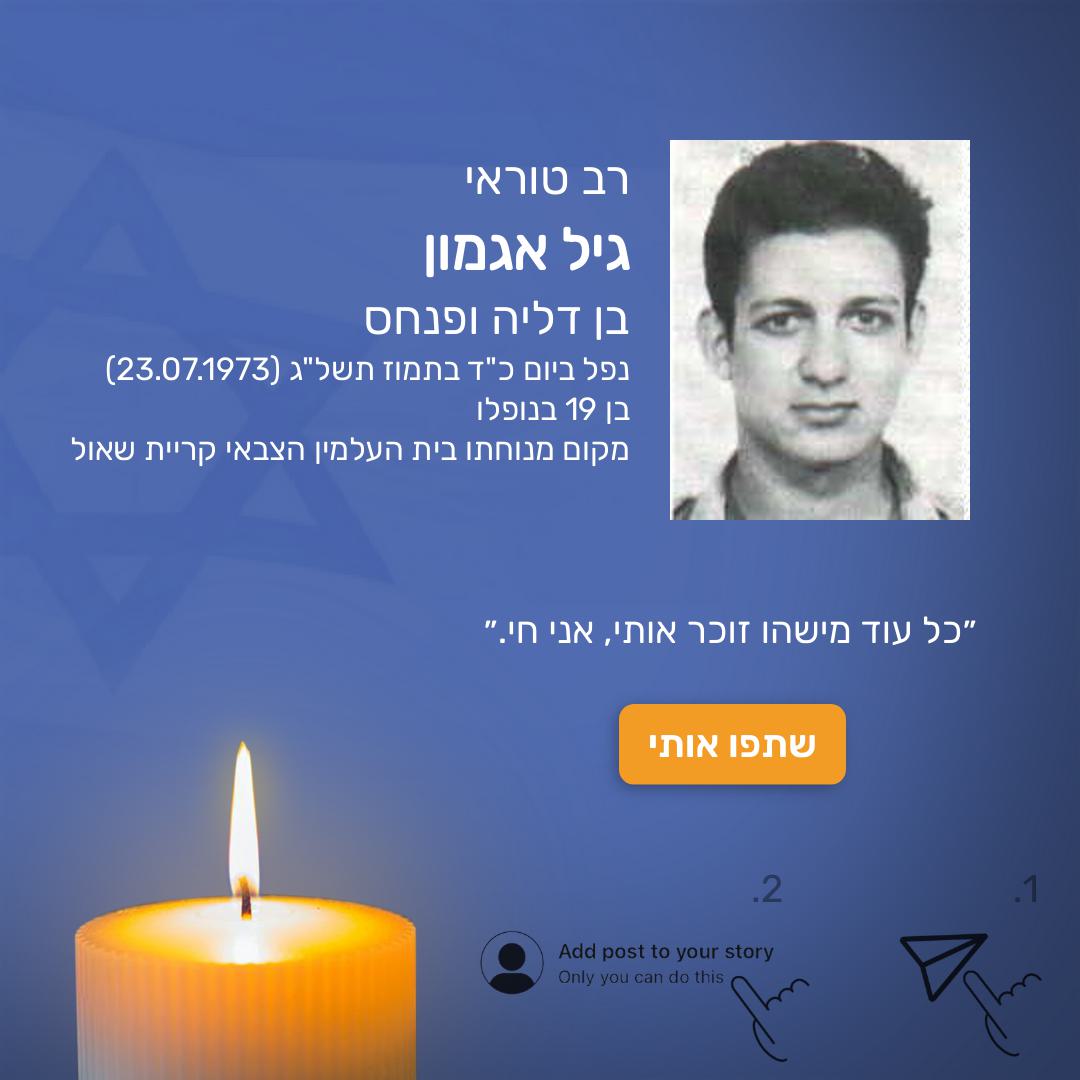 רב טוראי
גיל אגמון
בן דליה ופנחס
נפל ביום כ"ד בתמוז תשל"ג (23.07.1973)
בן 19 בנופלו
מקום מנוחתו בית העלמין הצבאי קריית שאול
״כל עוד מישהו זוכר אותי, אני חי.״
שתפו אותי
1.
2.
Add post to your story
Only you can do this